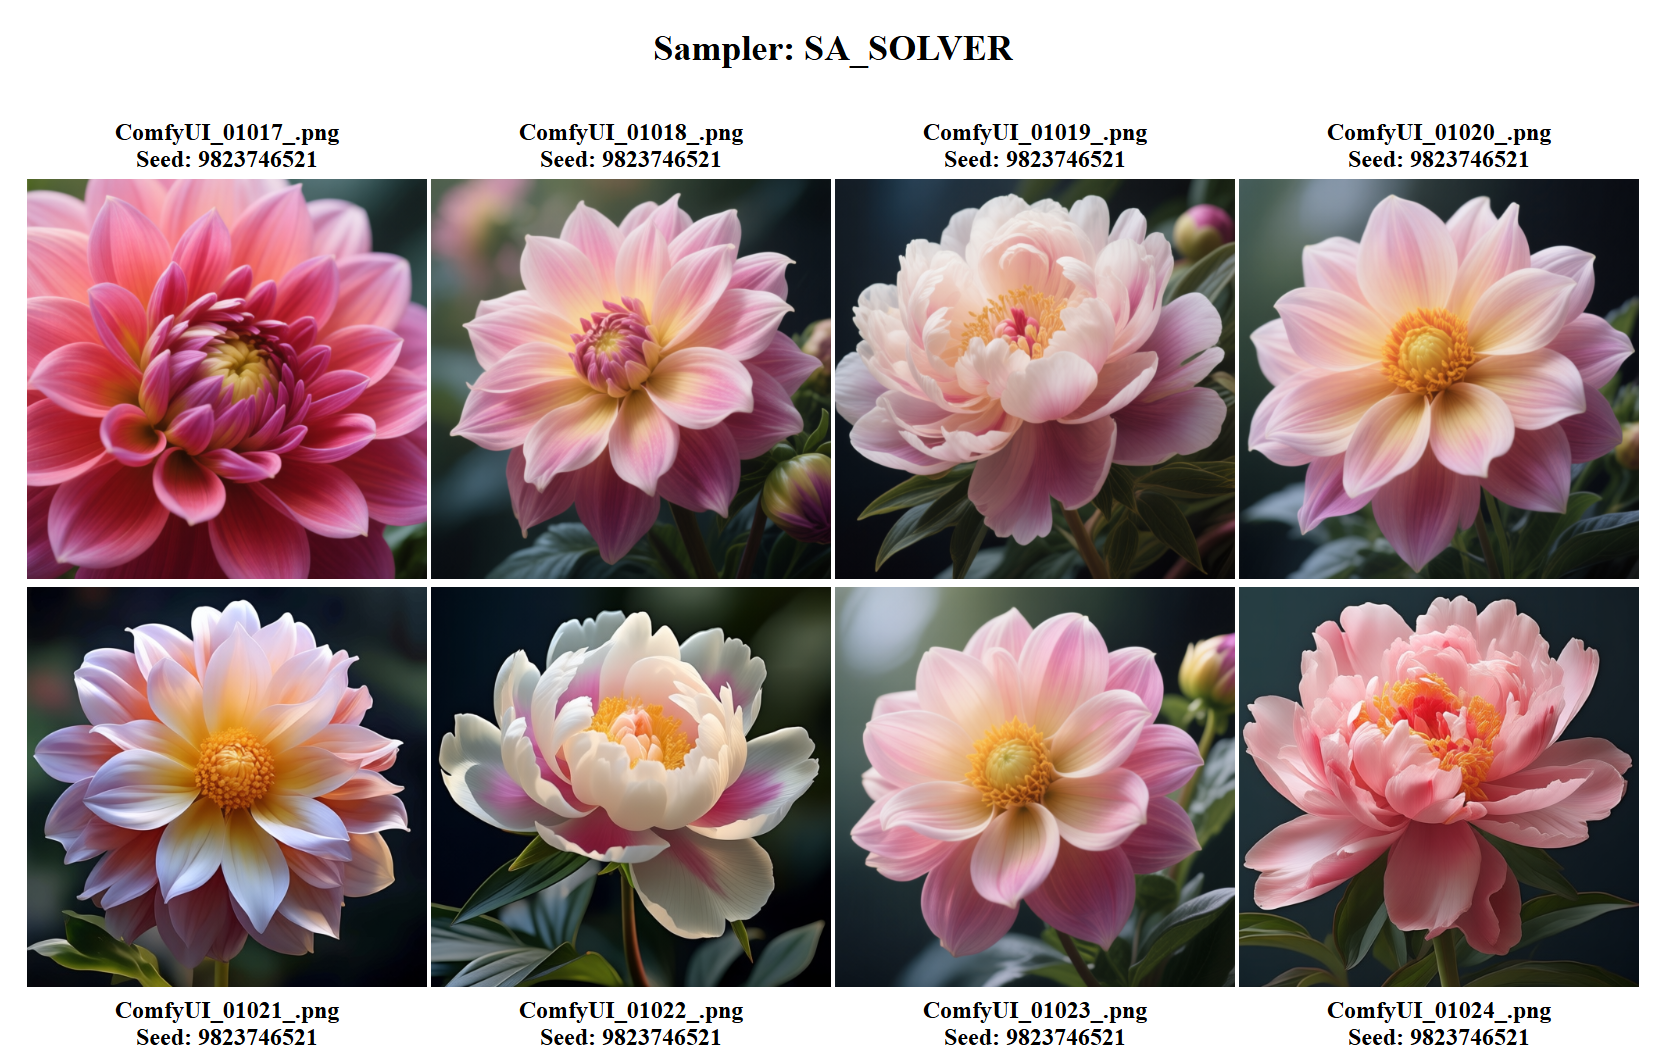 Sampler: SA_SOLVER
ComfyUI_01017_.png
Seed: 9823746521
ComfyUI_01018_.png
Seed: 9823746521
ComfyUI_01019_.png
Seed: 9823746521
ComfyUI_01020_.png
Seed: 9823746521
ComfyUI_01021_.png
Seed: 9823746521
ComfyUI_01022_.png
Seed: 9823746521
ComfyUI_01023_.png
Seed: 9823746521
ComfyUI_01024_.png
Seed: 9823746521